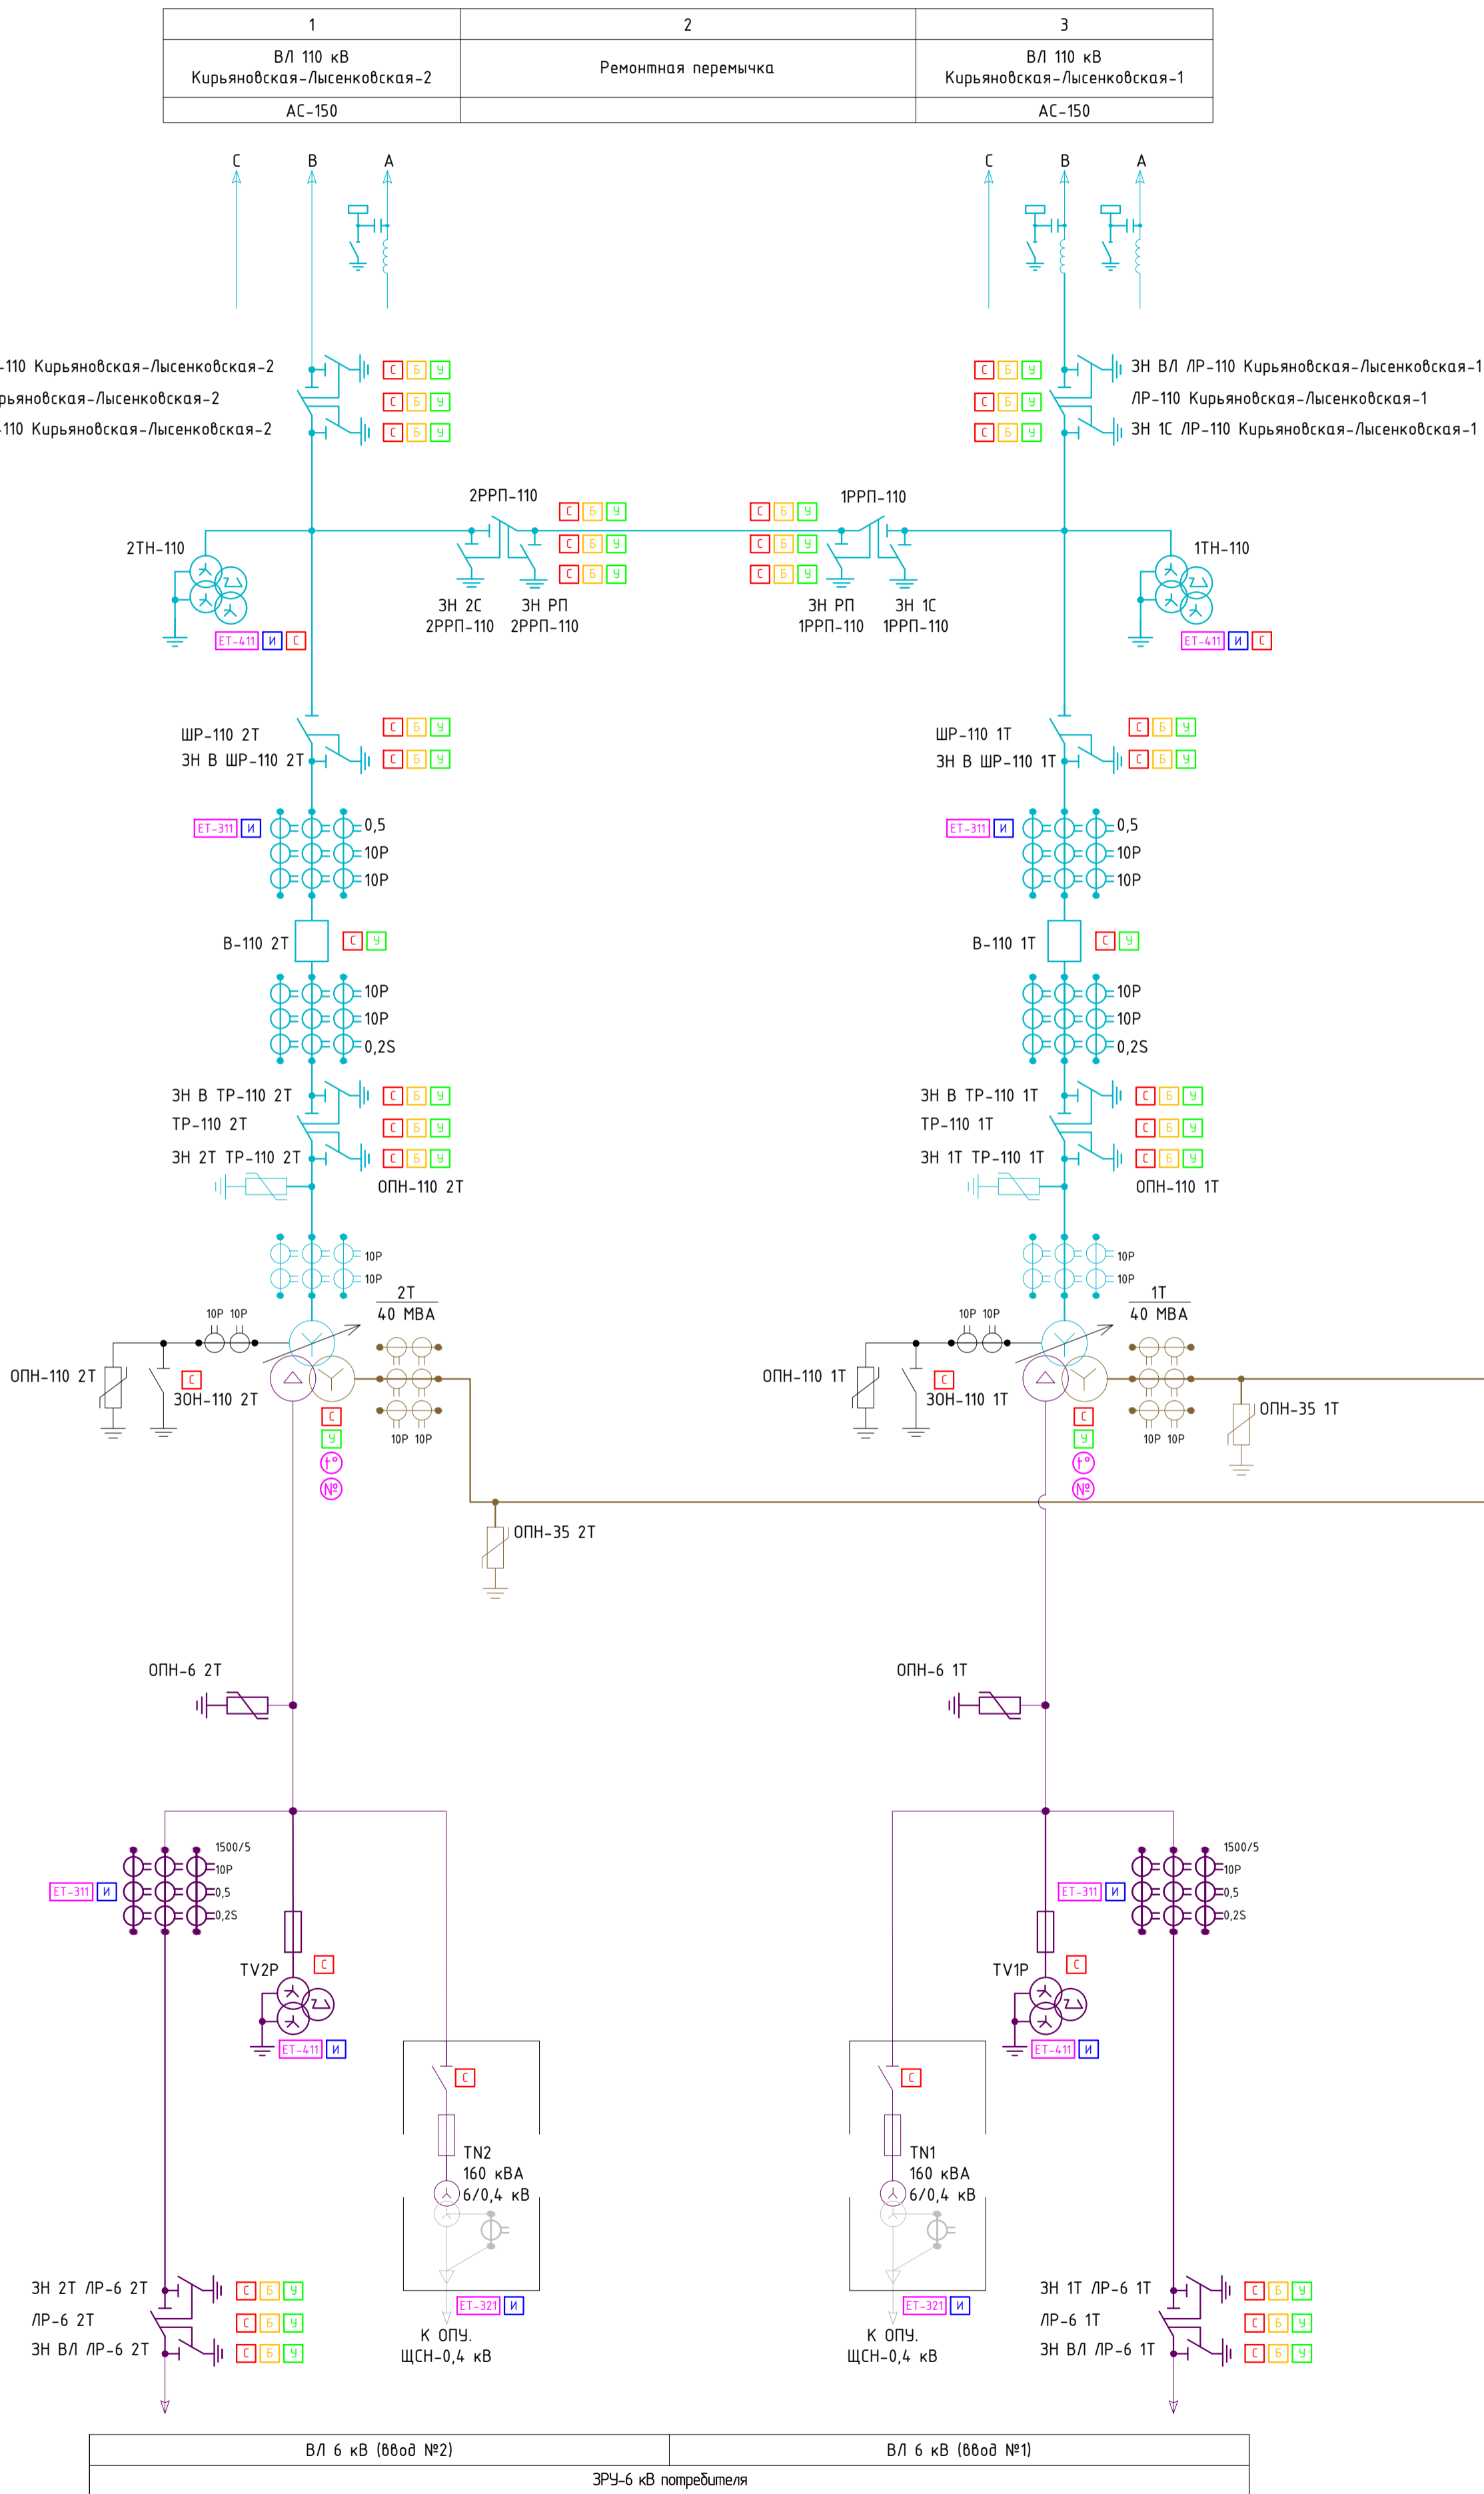 1
2
3
ВЛ 110 кВ
Кирьяновская-Лысенковская-2
Ремонтная перемычка
ВЛ 110 кВ
Кирьяновская-Лысенковская-1
АС-150
АС-150
С В А
С В А
-110 Кирьяновская-Лысенковская-2
С Б У
С Б У
ЗН ВЛ ЛР-110 Кирьяновская-Лысенковская-1
рьяновская-Лысенковская-2
С Б У
С Б У
ЛР-110 Кирьяновская-Лысенковская-1
-110 Кирьяновская-Лысенковская-2
С Б У
С Б У
ЗН 1С ЛР-110 Кирьяновская-Лысенковская-1
2РРП-110
1РРП-110
С Б У
С Б У
2ТН-110
С Б У
С Б У
1ТН-110
С Б У
С Б У
ЗН 2С
2РРП-110
ЗН РП
2РРП-110
ЗН РП
1РРП-110
ЗН 1С
1РРП-110
ЕТ-411 И С
ЕТ-411 И С
ШР-110 2Т
С Б У
ШР-110 1Т
С Б У
ЗН В ШР-110 2Т
С Б У
ЗН В ШР-110 1Т
С Б У
ЕТ-311 И
0,5
10Р
10Р
ЕТ-311 И
0,5
10Р
10Р
В-110 2Т
С У
В-110 1Т
С У
10Р
10Р
0,2S
10Р
10Р
0,2S
ЗН В ТР-110 2Т
С Б У
ЗН В ТР-110 1Т
С Б У
ТР-110 2Т
С Б У
ТР-110 1Т
С Б У
ЗН 2Т ТР-110 2Т
С Б У
ЗН 1Т ТР-110 1Т
С Б У
ОПН-110 2Т
ОПН-110 1Т
10Р
10Р
10Р
10Р
2Т
40 МВА
1Т
40 МВА
10Р 10Р
10Р 10Р
ОПН-110 2Т
С
ЗОН-110 2Т
ОПН-110 1Т
С
ЗОН-110 1Т
ОПН-35 1Т
С
У
t°
№
10Р 10Р
С
У
t°
№
10Р 10Р
ОПН-35 2Т
ОПН-6 2Т
ОПН-6 1Т
1500/5
10Р
0,5
0,2S
ЕТ-311 И
1500/5
10Р
0,5
0,2S
ЕТ-311 И
TV2P
С
TV1P
С
ЕТ-411 И
ЕТ-411 И
С
С
TN2
160 кВА
6/0,4 кВ
TN1
160 кВА
6/0,4 кВ
ЗН 2Т ЛР-6 2Т
С Б У
ЗН 1Т ЛР-6 1Т
С Б У
ЕТ-321 И
ЕТ-321 И
ЛР-6 2Т
С Б У
ЛР-6 1Т
С Б У
К ОПУ.
ЩСН-0,4 кВ
К ОПУ.
ЩСН-0,4 кВ
ЗН ВЛ ЛР-6 2Т
С Б У
ЗН ВЛ ЛР-6 1Т
С Б У
ВЛ 6 кВ (ввод №2)
ВЛ 6 кВ (ввод №1)
ЗРУ-6 кВ потребителя